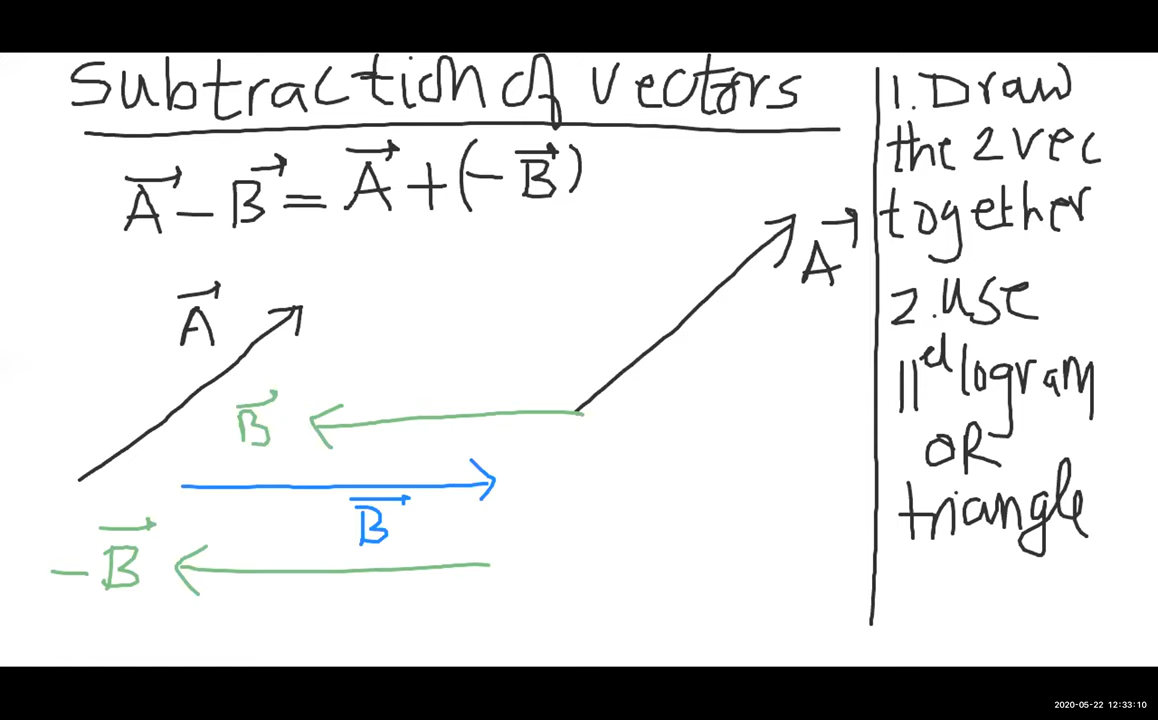 Subtraction of vectors
A⃗ - B⃗ = A⃗ + (- B⃗)
A⃗
A⃗
B⃗
B⃗
- B⃗
1. Draw
the 2 vec
together
2. use
||ellogram
OR
triangle
2020-05-22 12:33:10